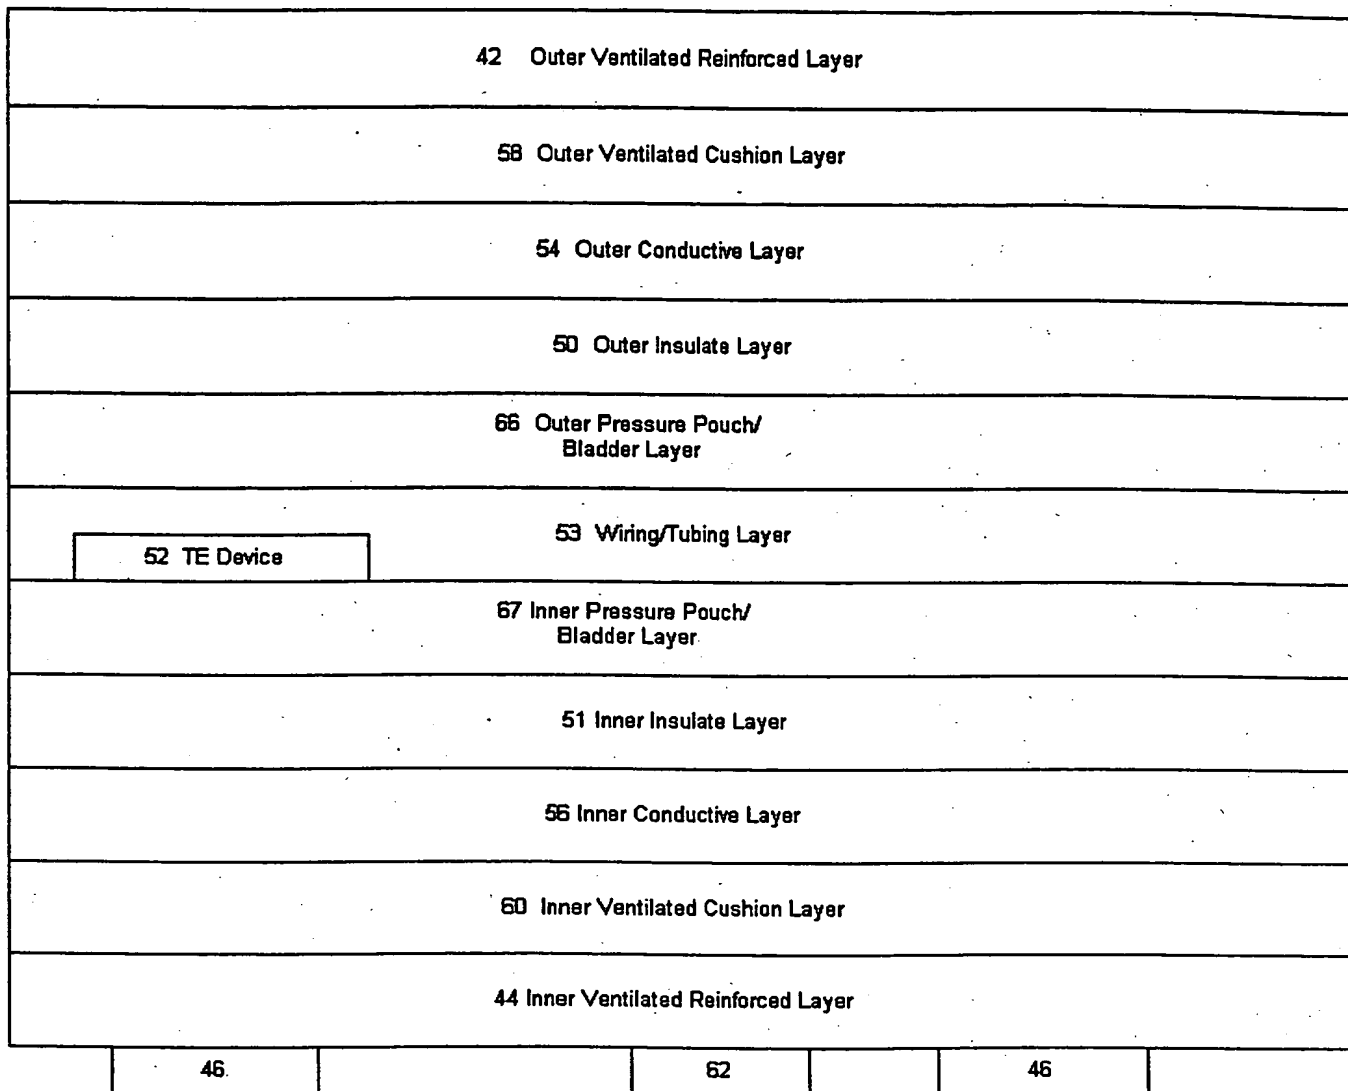 42 Outer Ventilated Reinforced Layer
58 Outer Ventilated Cushion Layer
54 Outer Conductive Layer
50 Outer Insulate Layer
66 Outer Pressure Pouch/
Bladder Layer
53 Wiring/Tubing Layer
52 TE Device
67 Inner Pressure Pouch/
Bladder Layer
51 Inner Insulate Layer
56 Inner Conductive Layer
60 Inner Ventilated Cushion Layer
44 Inner Ventilated Reinforced Layer
46 62 46